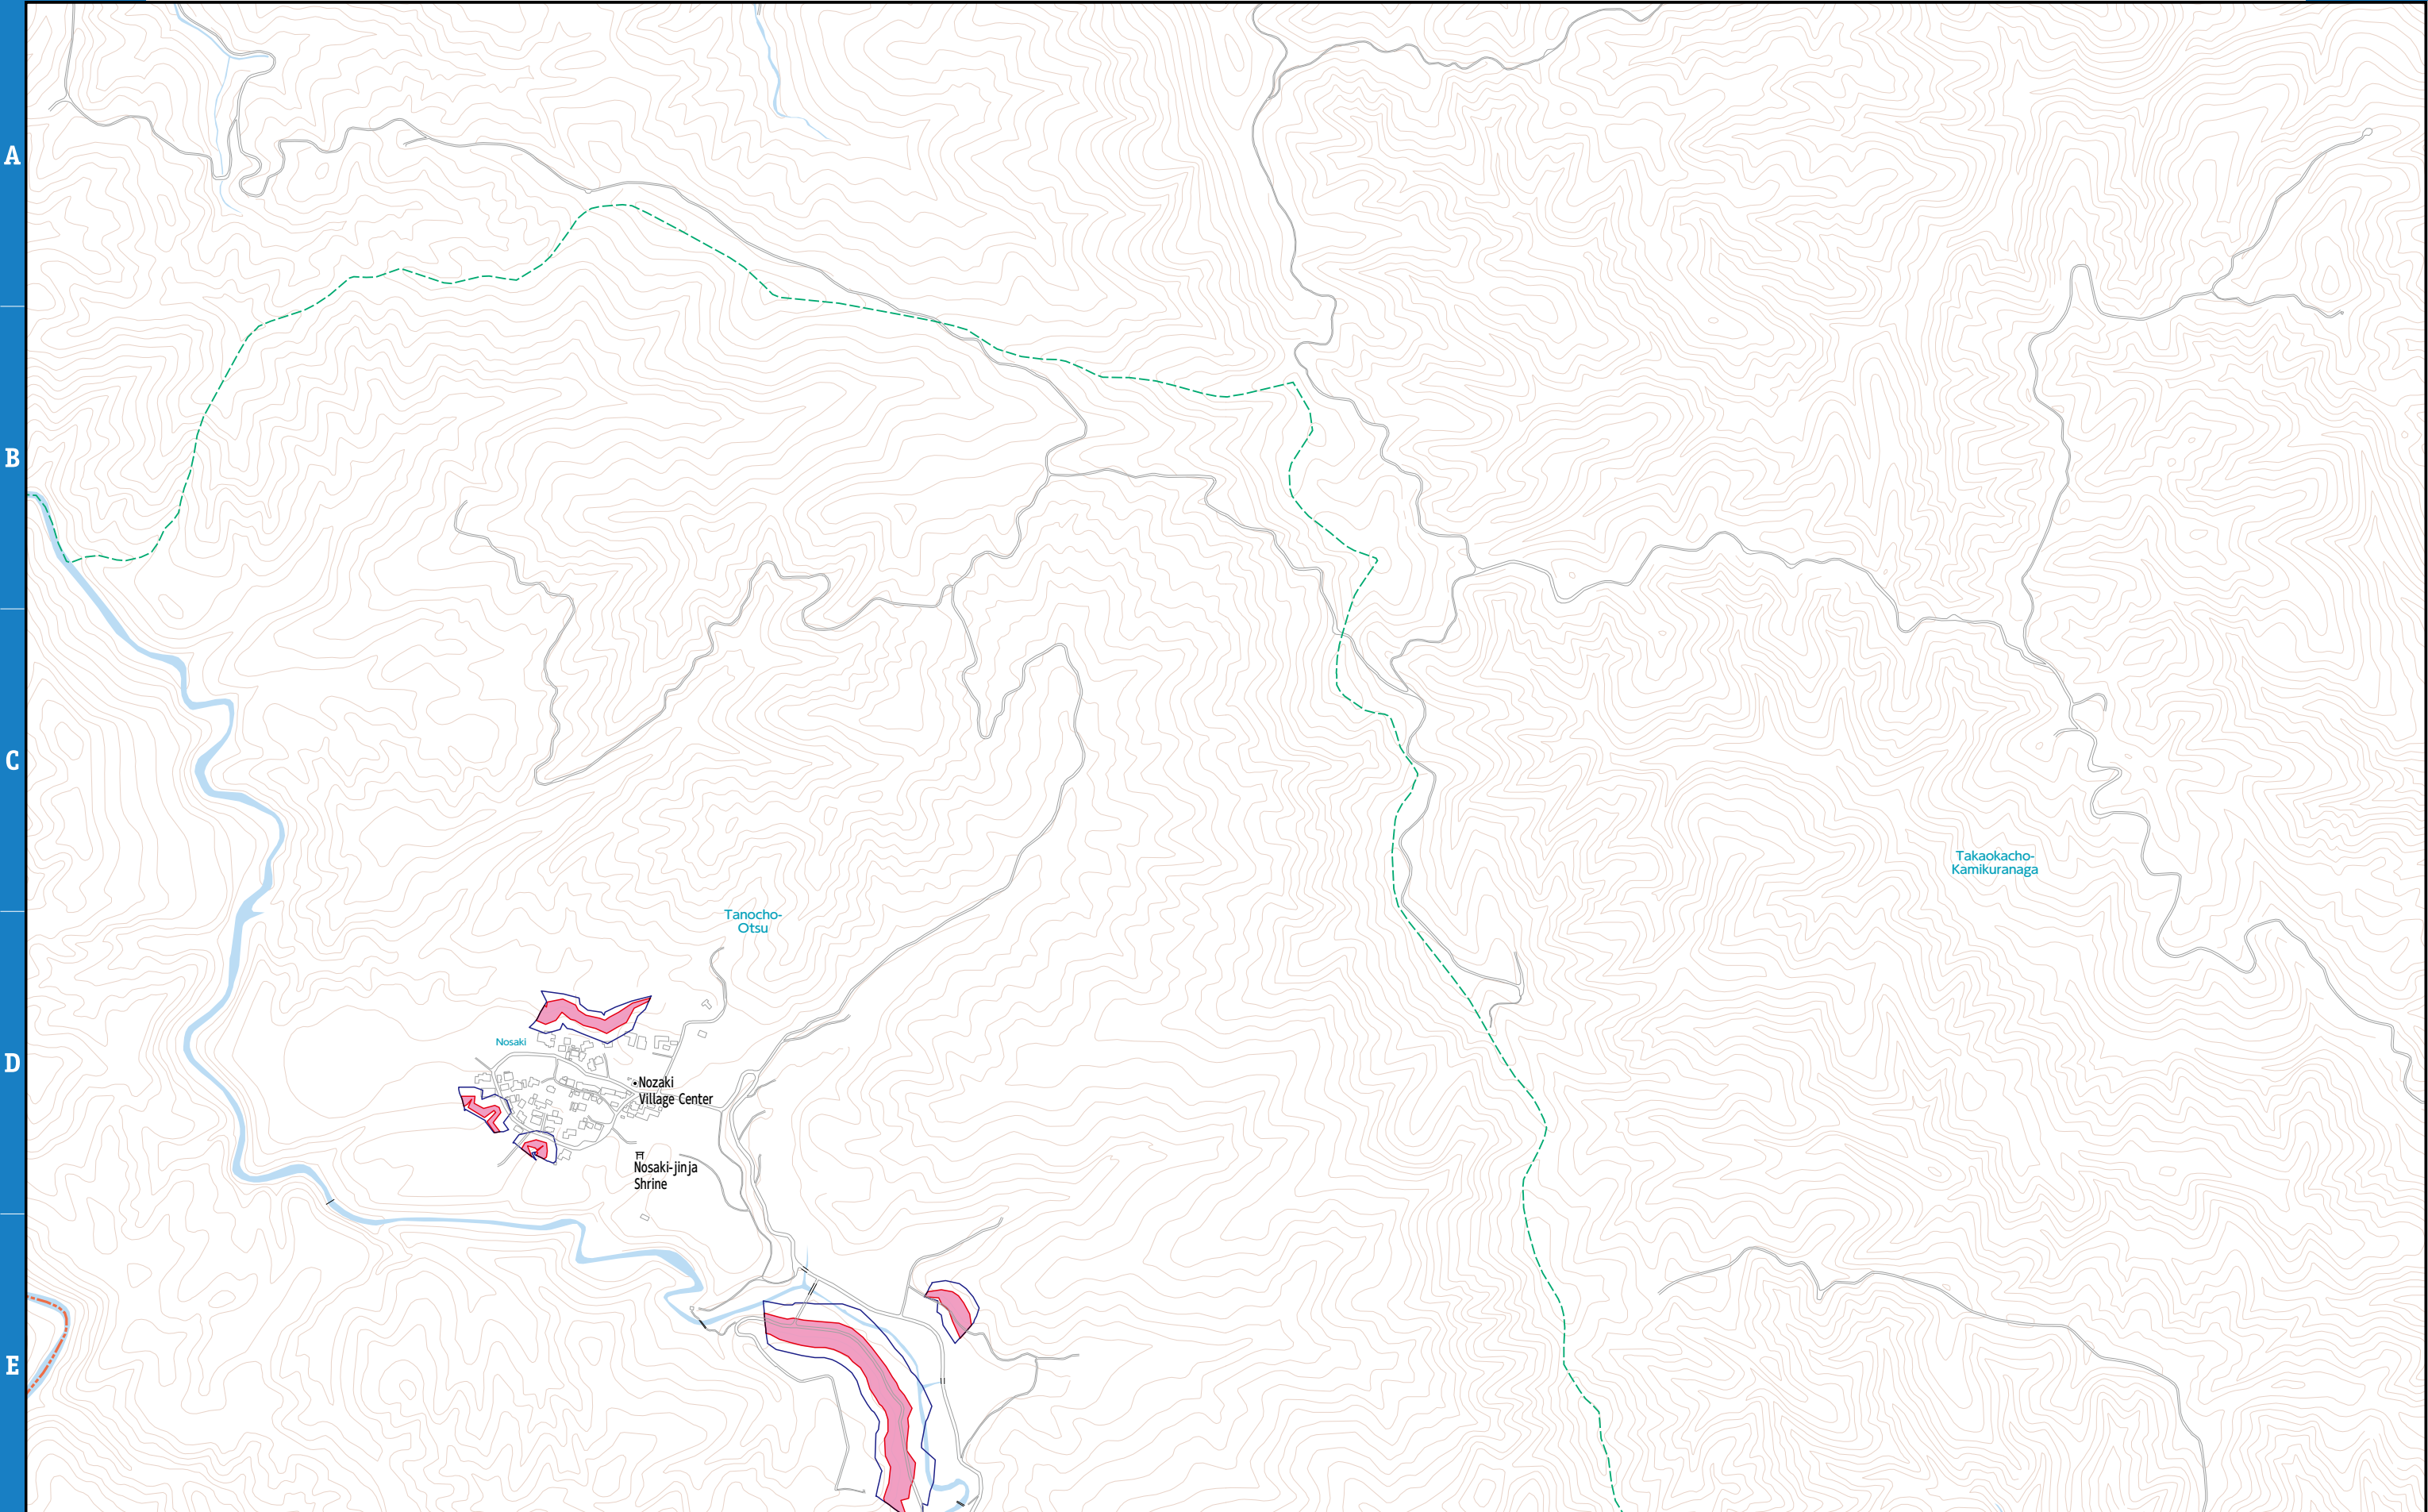 A
B
C
Takaokacho-
Kamikuranaga
Tanocho-
Otsu
Nosaki
D
Nozaki
Village Center
Nosaki-jinja
Shrine
E